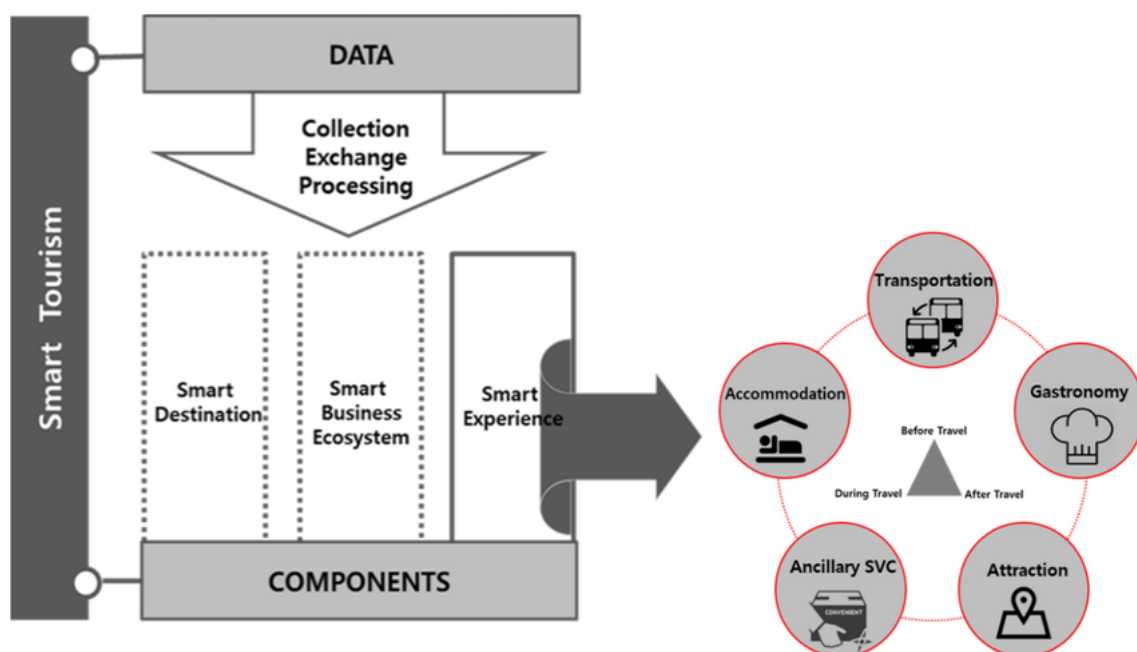 Smart Tourism
DATA
Collection
Exchange
Processing
Smart
Destination
Smart
Business
Ecosystem
Smart
Experience
COMPONENTS
Transportation
Accommodation
Gastronomy
Before Travel
During Travel
After Travel
Ancillary SVC
CONVENIENT
Attraction